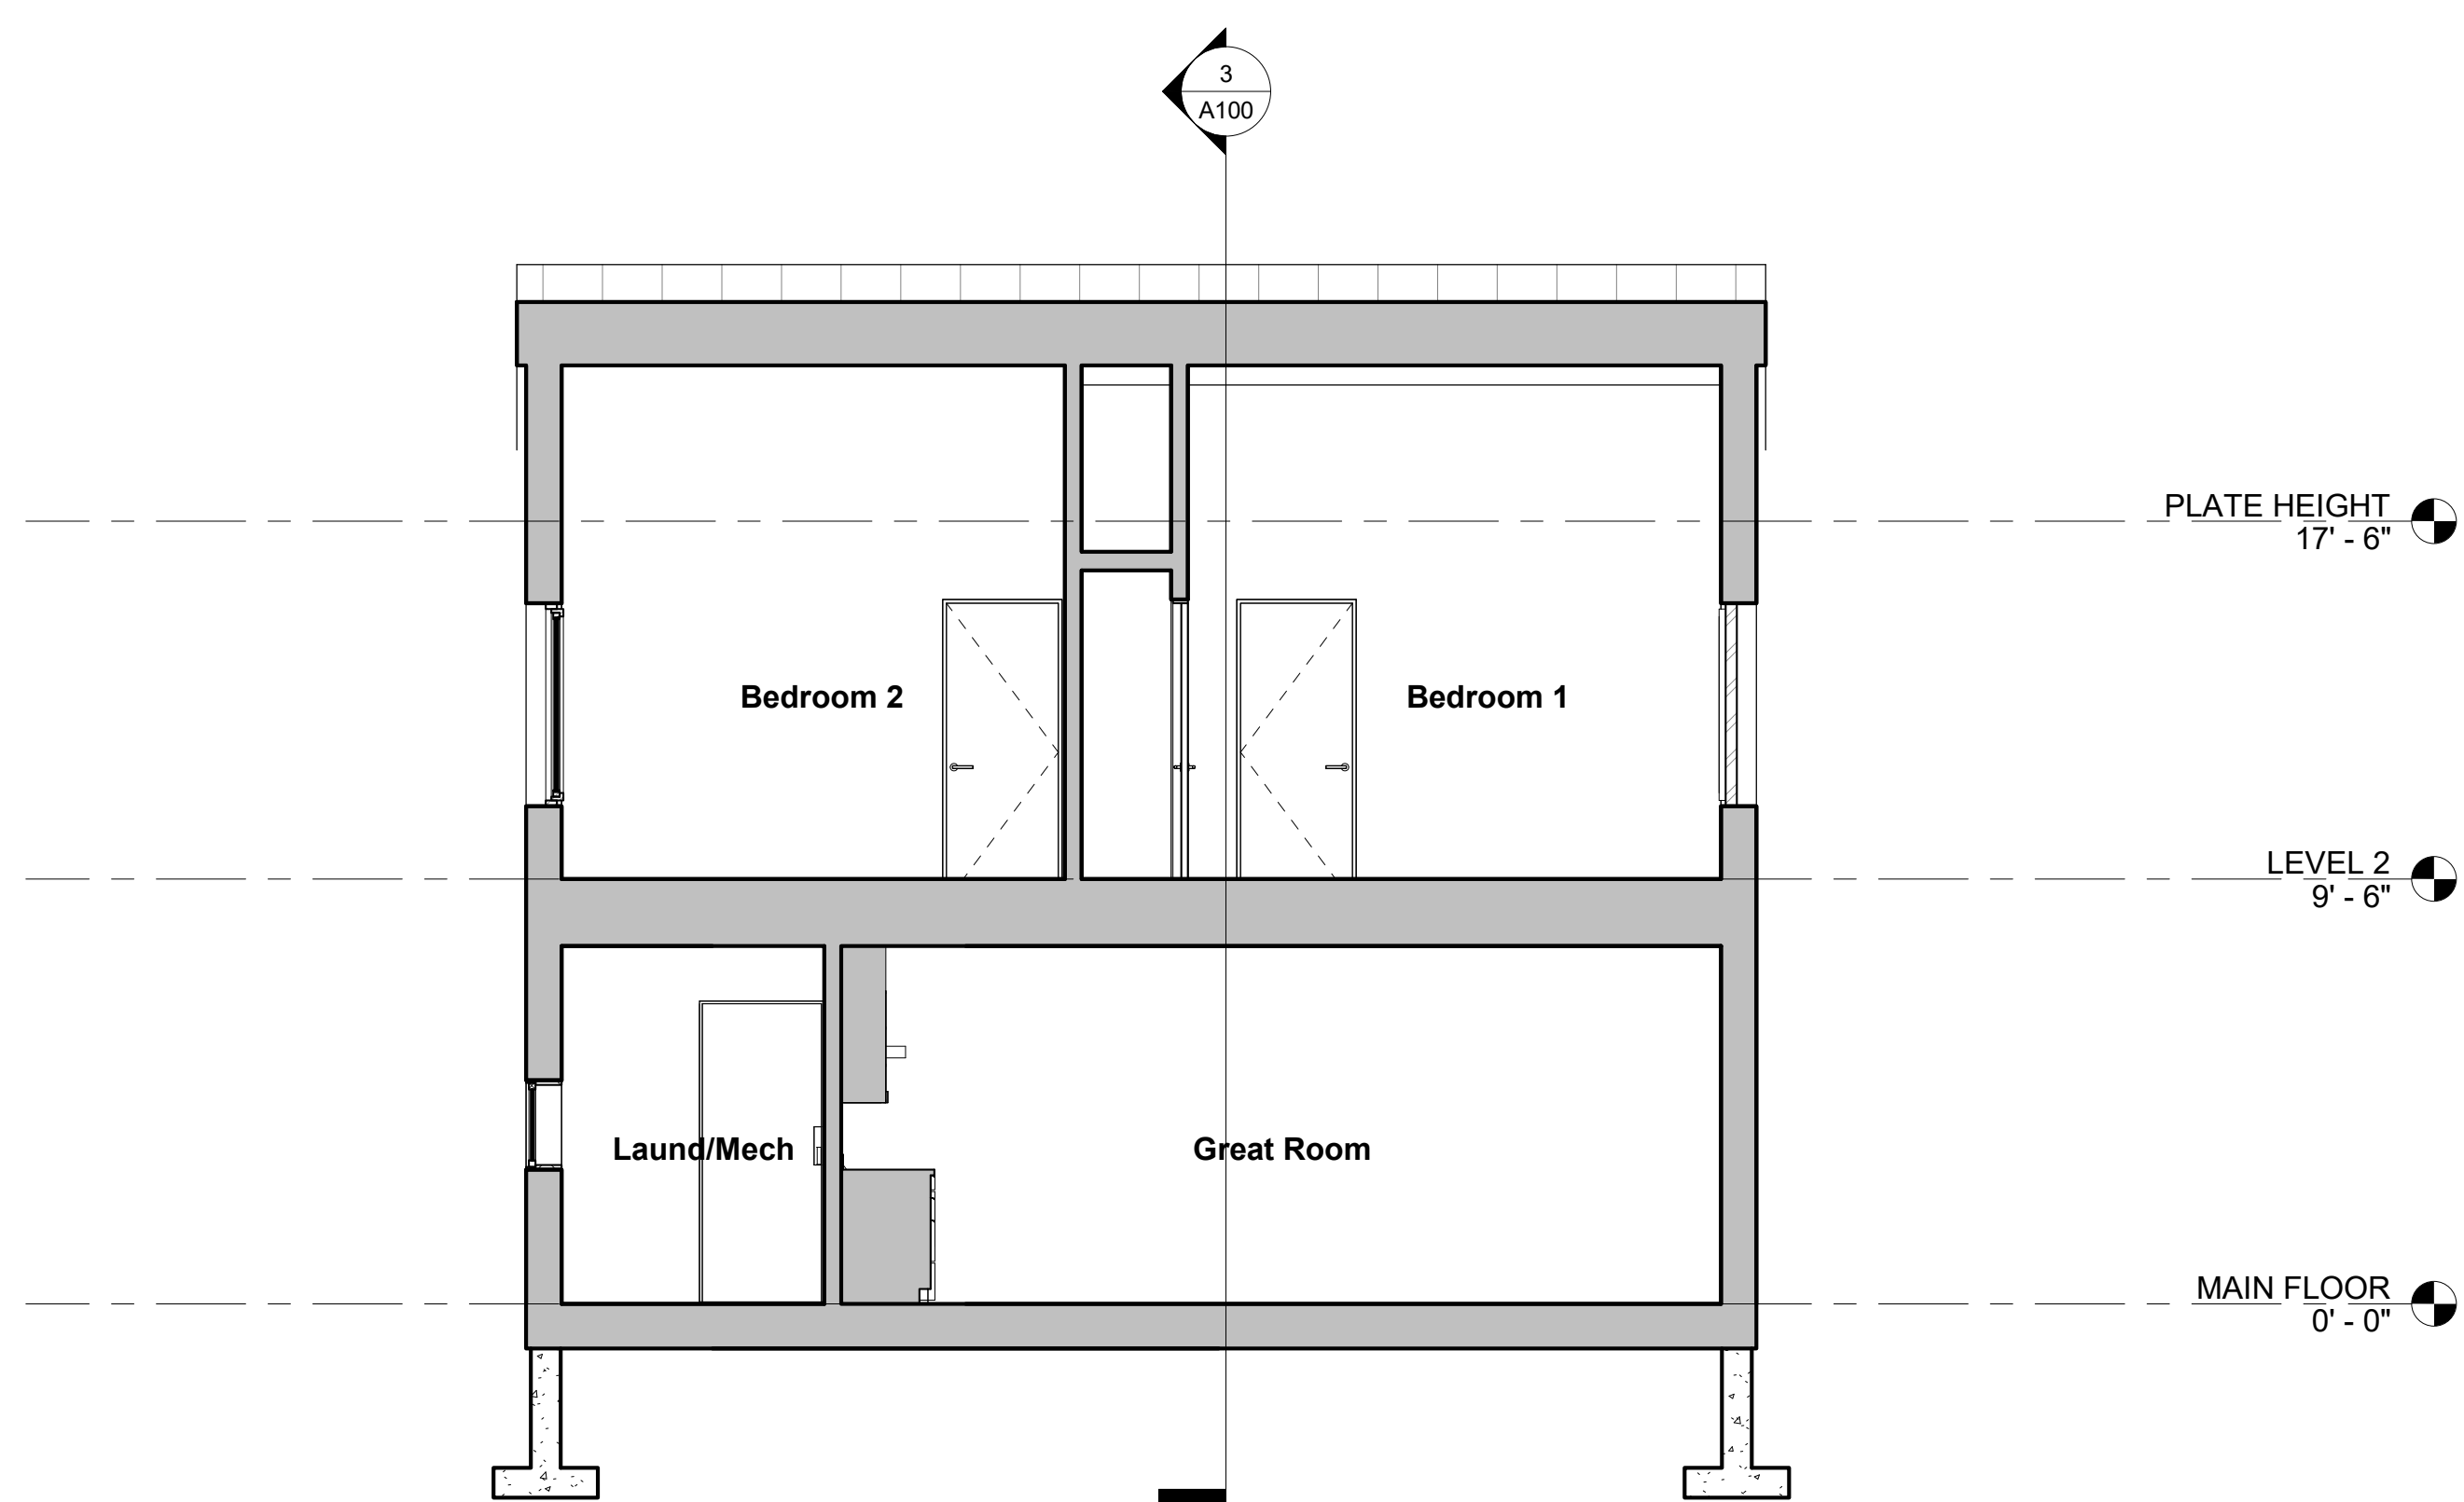 3
A100
PLATE HEIGHT
17' - 6"
Bedroom 2
Bedroom 1
LEVEL 2
9' - 6"
Laund/Mech
Great Room
MAIN FLOOR
0' - 0"